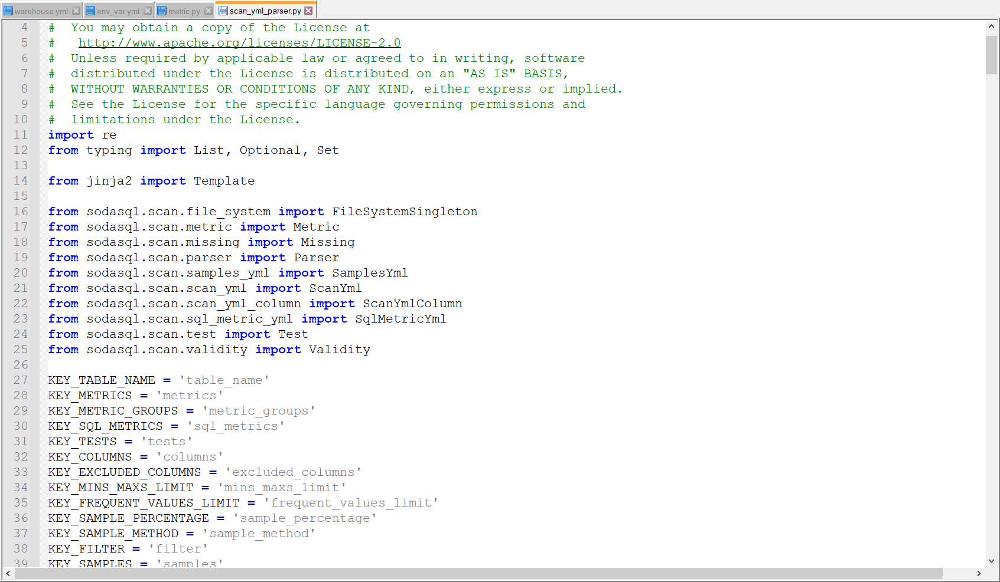 warehouse.yml env_var.yml metric.py scan_yml_parser.py
4 # You may obtain a copy of the License at
5 # http://www.apache.org/licenses/LICENSE-2.0
6 # Unless required by applicable law or agreed to in writing, software
7 # distributed under the License is distributed on an "AS IS" BASIS,
8 # WITHOUT WARRANTIES OR CONDITIONS OF ANY KIND, either express or implied.
9 # See the License for the specific language governing permissions and
10 # limitations under the License.
11 import re
12 from typing import List, Optional, Set
13
14 from jinja2 import Template
15
16 from sodasql.scan.file_system import FileSystemSingleton
17 from sodasql.scan.metric import Metric
18 from sodasql.scan.missing import Missing
19 from sodasql.scan.parser import Parser
20 from sodasql.scan.samples_yml import SamplesYml
21 from sodasql.scan.scan_yml import ScanYml
22 from sodasql.scan.scan_yml_column import ScanYmlColumn
23 from sodasql.scan.sql_metric_yml import SqlMetricYml
24 from sodasql.scan.test import Test
25 from sodasql.scan.validity import Validity
26
27 KEY_TABLE_NAME = 'table_name'
28 KEY_METRICS = 'metrics'
29 KEY_METRIC_GROUPS = 'metric_groups'
30 KEY_SQL_METRICS = 'sql_metrics'
31 KEY_TESTS = 'tests'
32 KEY_COLUMNS = 'columns'
33 KEY_EXCLUDED_COLUMNS = 'excluded_columns'
34 KEY_MINS_MAXS_LIMIT = 'mins_maxs_limit'
35 KEY_FREQUENT_VALUES_LIMIT = 'frequent_values_limit'
36 KEY_SAMPLE_PERCENTAGE = 'sample_percentage'
37 KEY_SAMPLE_METHOD = 'sample_method'
38 KEY_FILTER = 'filter'
39 KEY_SAMPLES = 'samples'